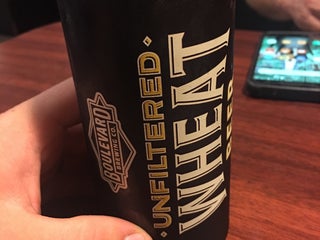 BOULEVARD
BREWING CO.
UNFILTERED
WHEAT
BEER